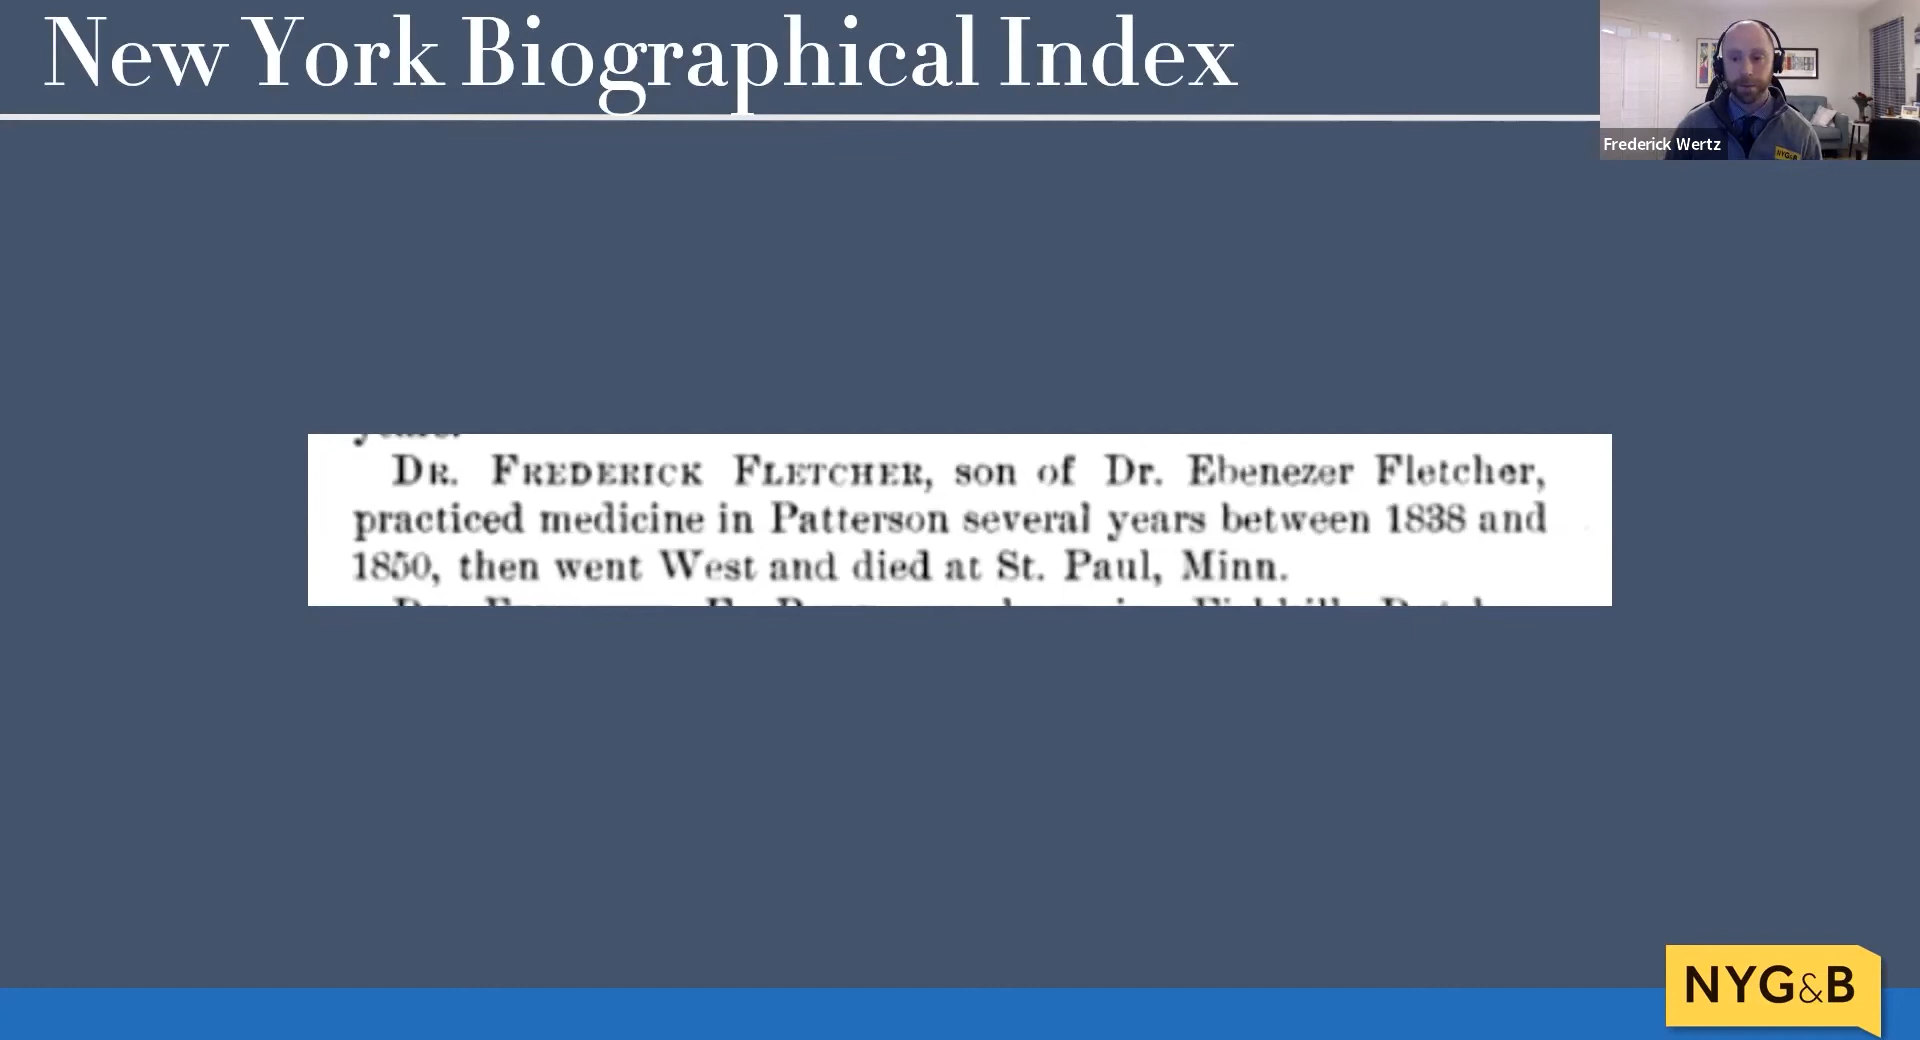 New York Biographical Index
Frederick Wertz
NYG&B
DR. FREDERICK FLETCHER, son of Dr. Ebenezer Fletcher,
practiced medicine in Patterson several years between 1838 and
1850, then went West and died at St. Paul, Minn.
NYG&B